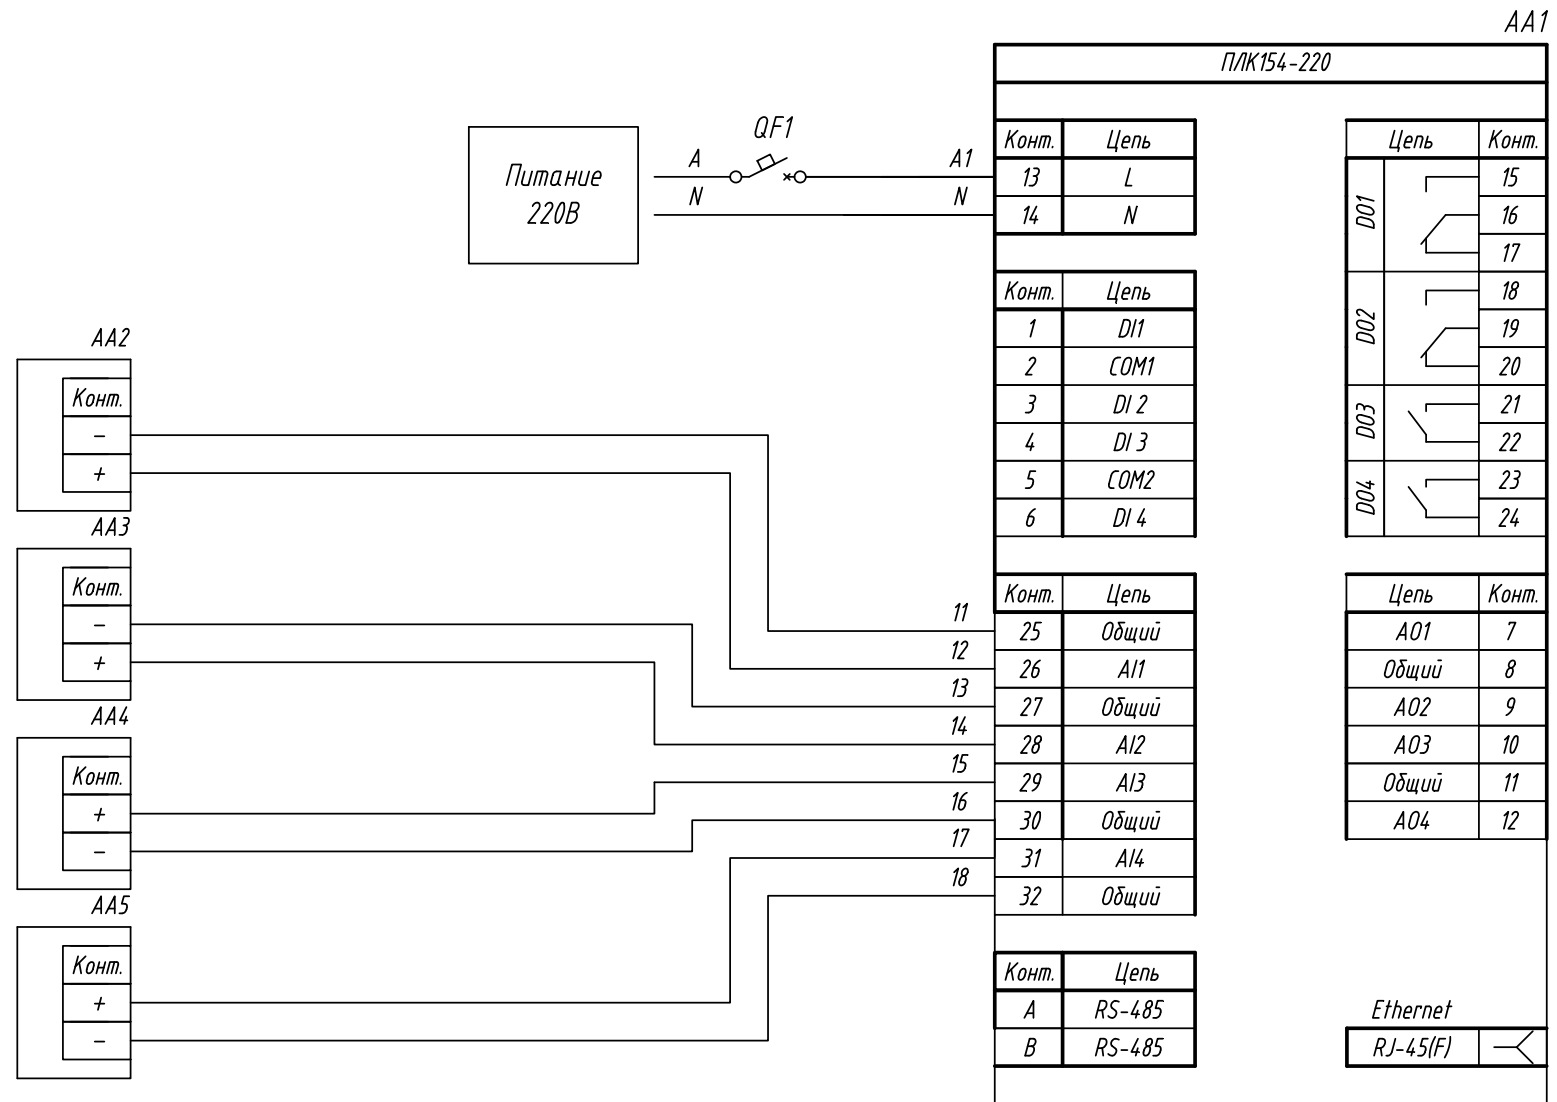 АА1
ПЛК154-220
Питание
220В
QF1
A
N
A1
N
Конт. Цепь
13 L
14 N
Конт. Цепь
1 DI1
2 COM1
3 DI 2
4 DI 3
5 COM2
6 DI 4
Цепь Конт.
DO1
15
16
17
DO2
18
19
20
DO3
21
22
DO4
23
24
АА2
Конт.
-
+
АА3
Конт.
-
+
АА4
Конт.
+
-
АА5
Конт.
+
-
11
12
13
14
15
16
17
18
Конт. Цепь
25 Общий
26 AI1
27 Общий
28 AI2
29 AI3
30 Общий
31 AI4
32 Общий
Цепь Конт.
AO1 7
Общий 8
AO2 9
AO3 10
Общий 11
AO4 12
Конт. Цепь
A RS-485
B RS-485
Ethernet
RJ-45(F)